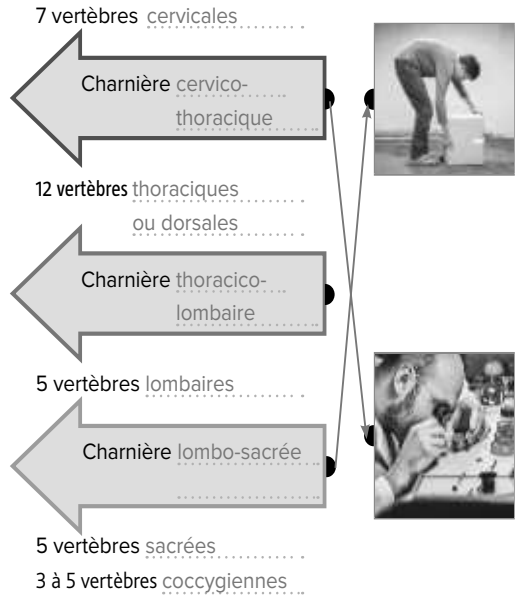 7 vertèbres cervicales
Charnière cervico-
thoracique
12 vertèbres thoraciques
ou dorsales
Charnière thoracico-
lombaire
5 vertèbres lombaires
Charnière lombo-sacrée
5 vertèbres sacrées
3 à 5 vertèbres coccygiennes